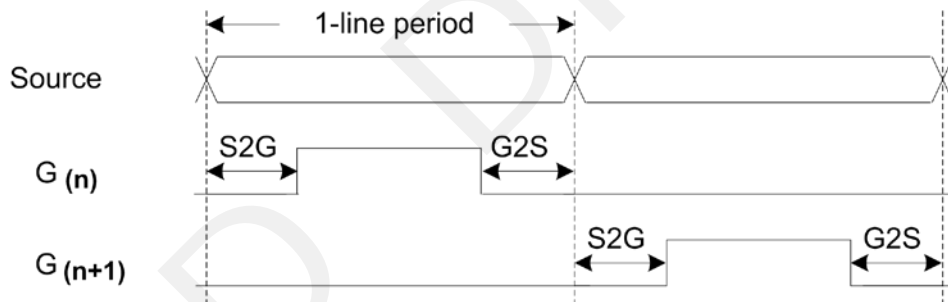 1-line period
Source
S2G G2S
G (n)
S2G G2S
G (n+1)